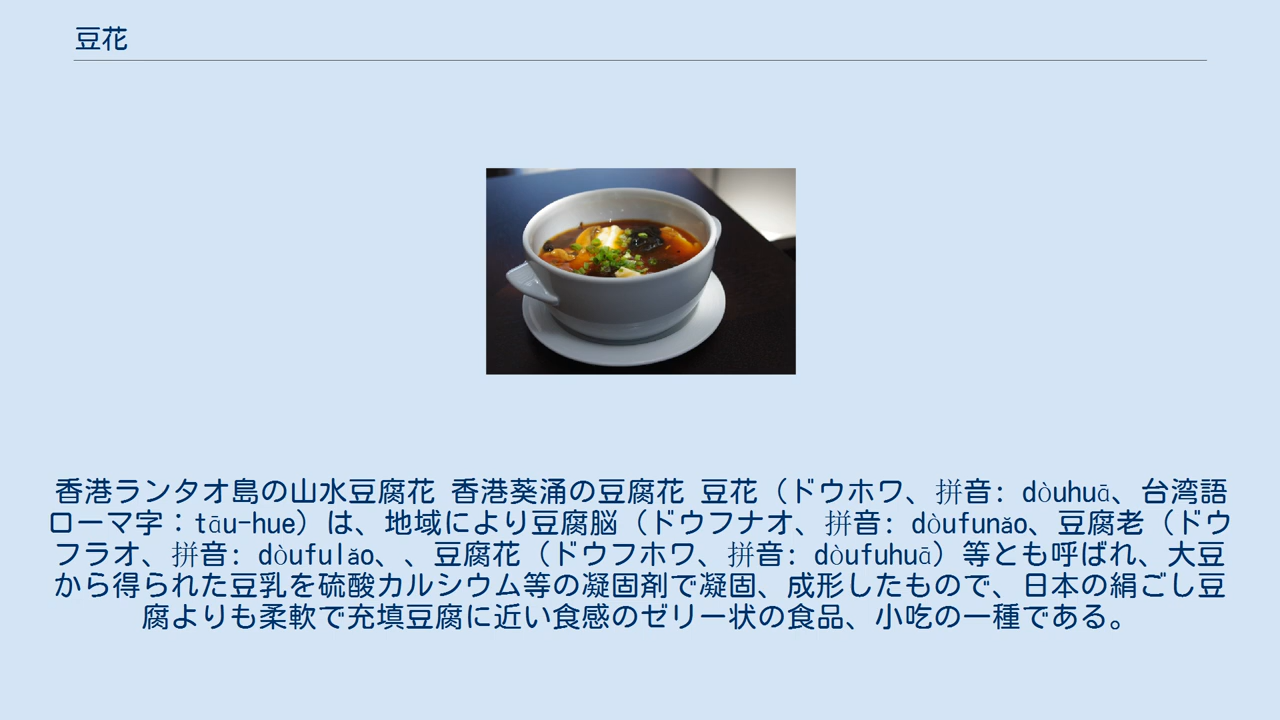 豆花
香港ランタオ島の山水豆腐花 香港葵涌の豆腐花 豆花（ドウホワ、拼音: dòuhuā、台湾語
ローマ字：tāu-hue）は、地域により豆腐脳（ドウフナオ、拼音: dòufunǎo、豆腐老（ドウ
フラオ、拼音: dòufulǎo、、豆腐花（ドウフホワ、拼音: dòufuhuā）等とも呼ばれ、大豆
から得られた豆乳を硫酸カルシウム等の凝固剤で凝固、成形したもので、日本の絹ごし豆
腐よりも柔軟で充填豆腐に近い食感のゼリー状の食品、小吃の一種である。